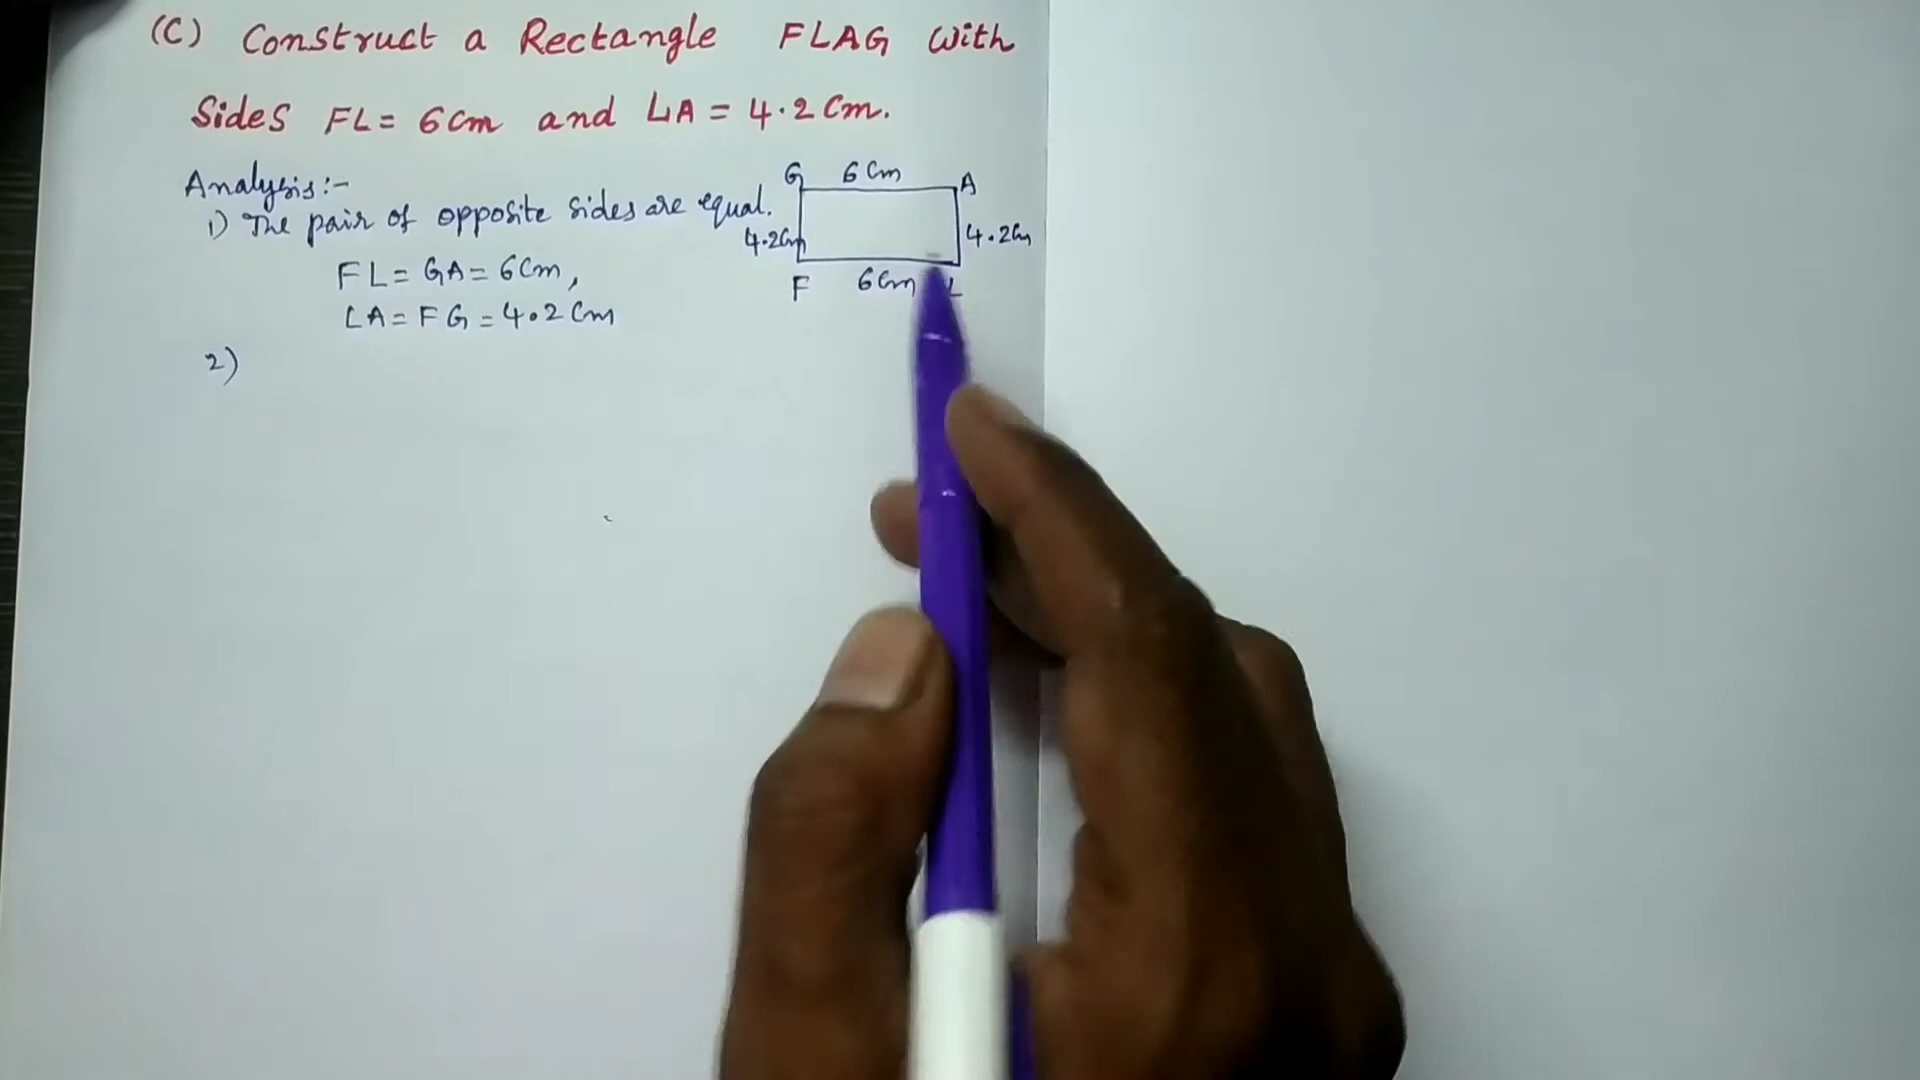 (C) Construct a Rectangle FLAG with
Sides FL = 6cm and LA = 4.2 Cm.
Analysis:-
1) The pair of opposite sides are equal.
FL = GA = 6Cm,
LA = FG = 4.2 Cm
2)
G 6 Cm A
4.2Cm 4.2Cm
F 6Cm L